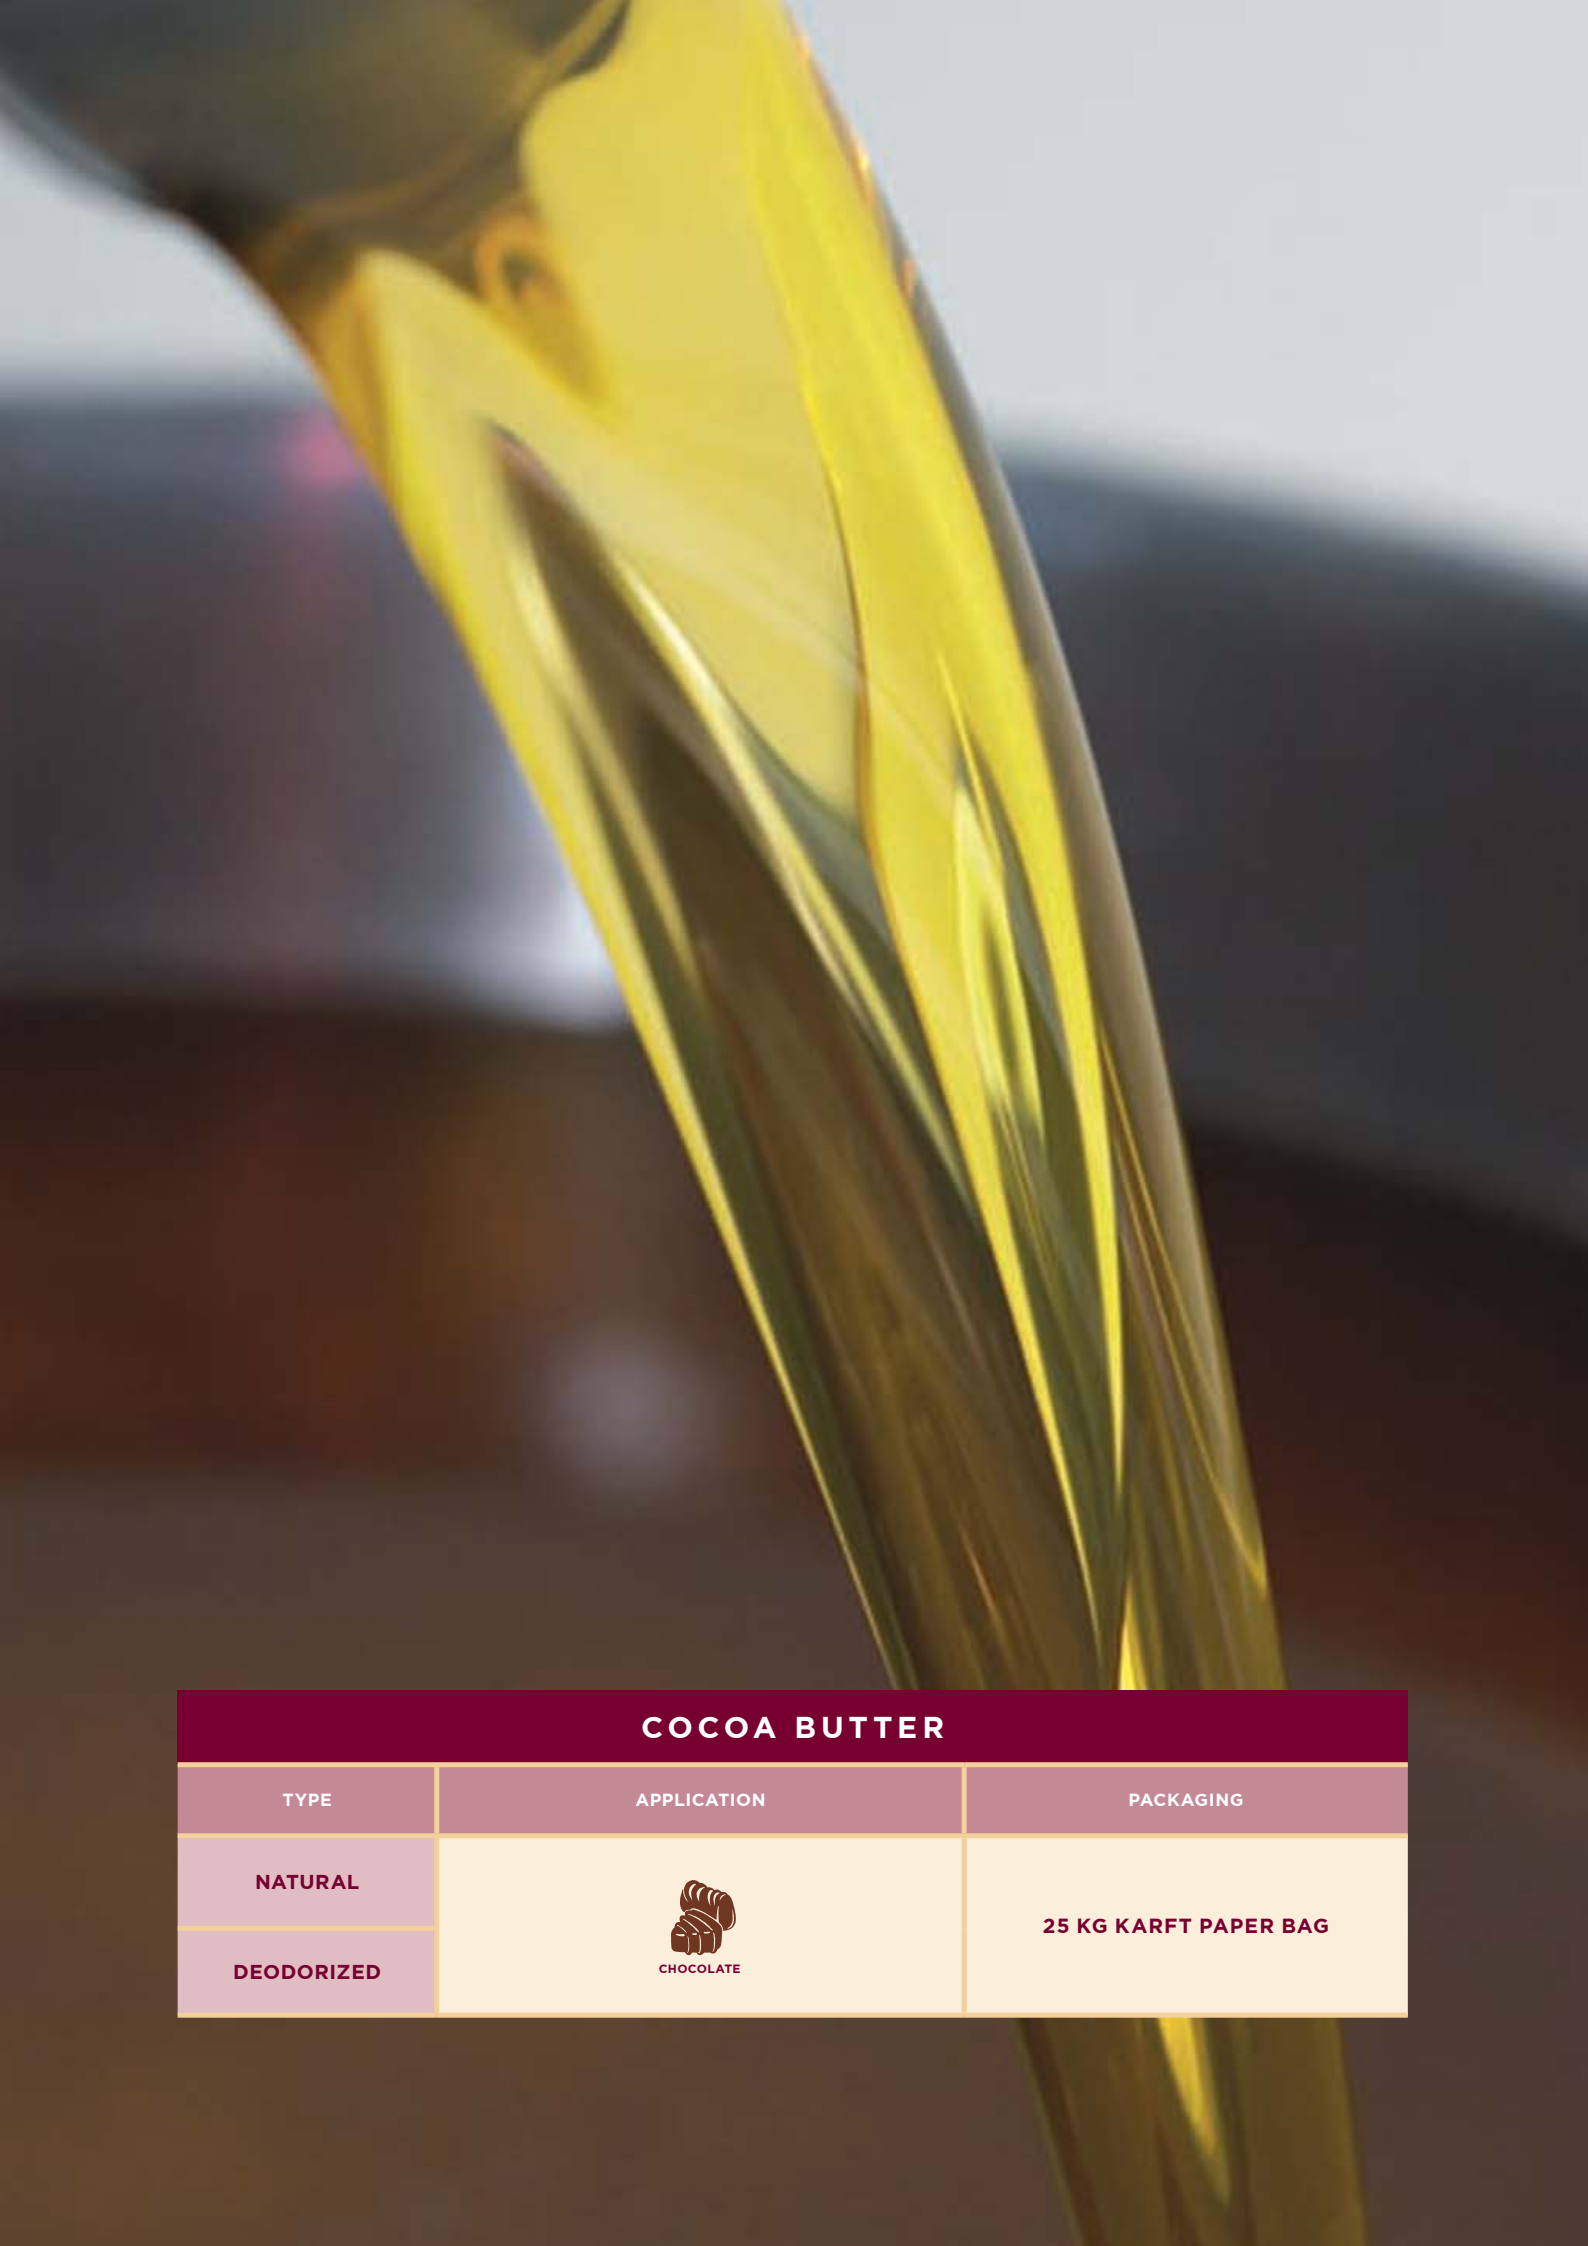 COCOA BUTTER
TYPE
APPLICATION
PACKAGING
NATURAL
DEODORIZED
CHOCOLATE
25 KG KARFT PAPER BAG